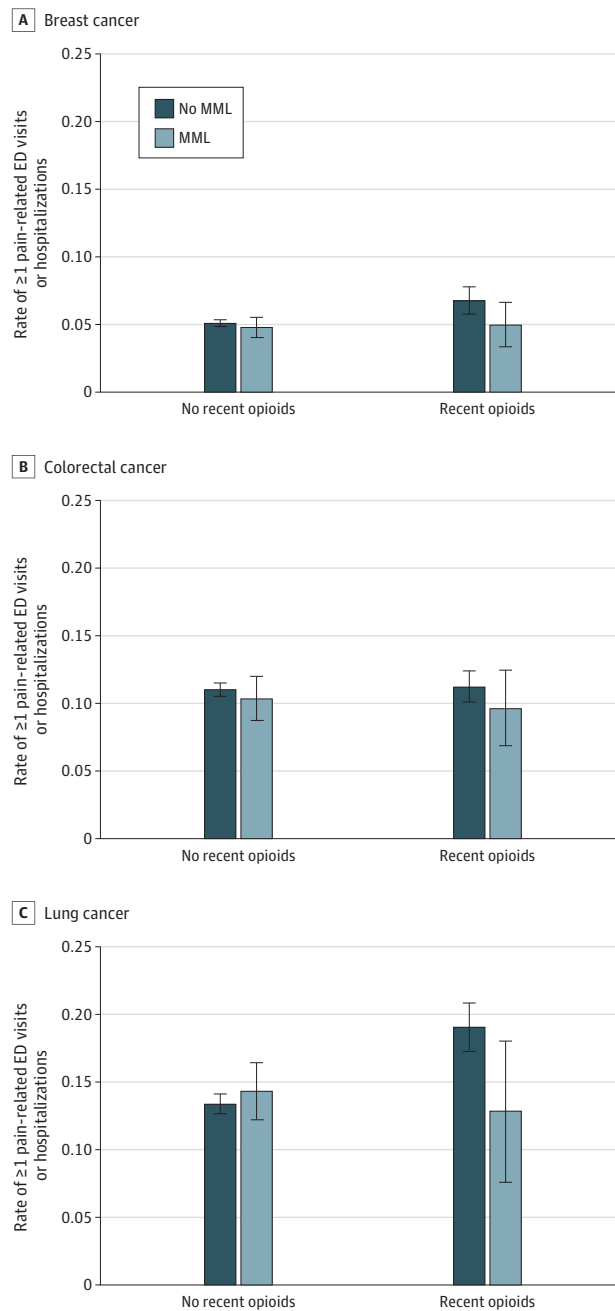 A Breast cancer
Rate of ≥1 pain-related ED visits
or hospitalizations
0.25
0.20
0.15
0.10
0.05
0
No MML
MML
No recent opioids
Recent opioids
B Colorectal cancer
Rate of ≥1 pain-related ED visits
or hospitalizations
0.25
0.20
0.15
0.10
0.05
0
No recent opioids
Recent opioids
C Lung cancer
Rate of ≥1 pain-related ED visits
or hospitalizations
0.25
0.20
0.15
0.10
0.05
0
No recent opioids
Recent opioids